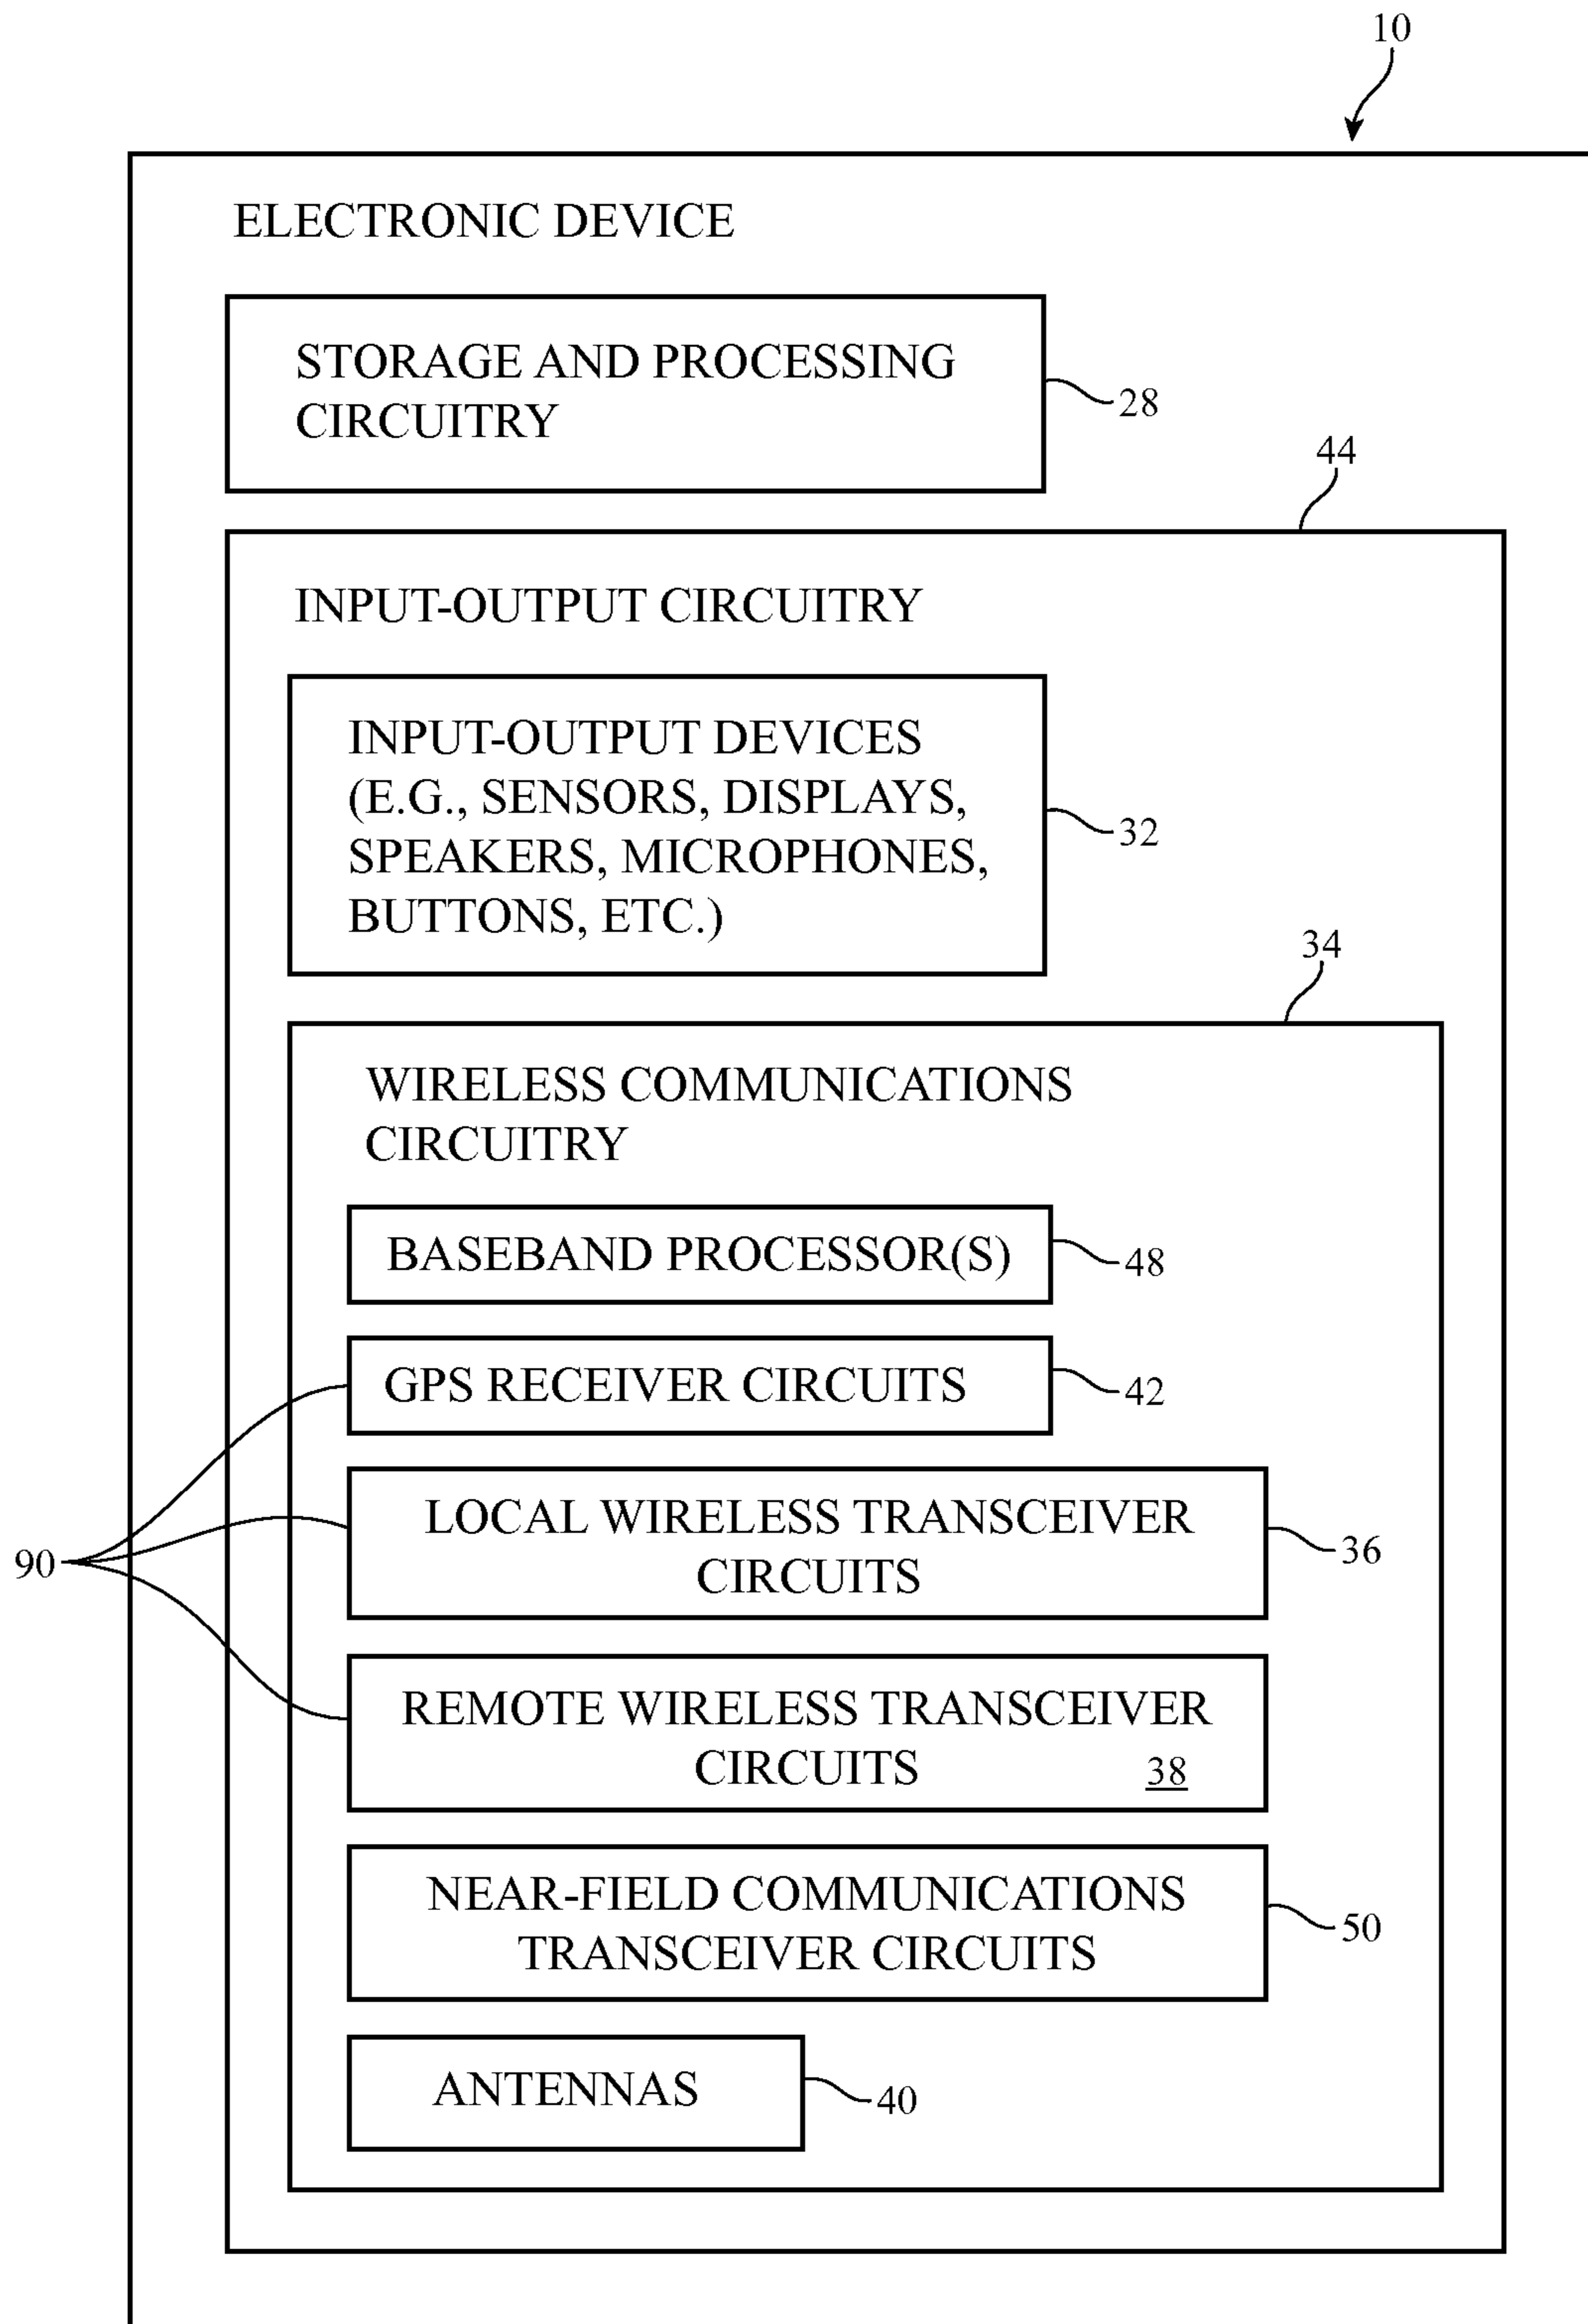 10
ELECTRONIC DEVICE
STORAGE AND PROCESSING
CIRCUITRY
28
44
INPUT-OUTPUT CIRCUITRY
INPUT-OUTPUT DEVICES
(E.G., SENSORS, DISPLAYS,
SPEAKERS, MICROPHONES,
BUTTONS, ETC.)
32
34
WIRELESS COMMUNICATIONS
CIRCUITRY
BASEBAND PROCESSOR(S)
48
GPS RECEIVER CIRCUITS
42
LOCAL WIRELESS TRANSCEIVER
CIRCUITS
36
90
REMOTE WIRELESS TRANSCEIVER
CIRCUITS 38
NEAR-FIELD COMMUNICATIONS
TRANSCEIVER CIRCUITS
50
ANTENNAS
40